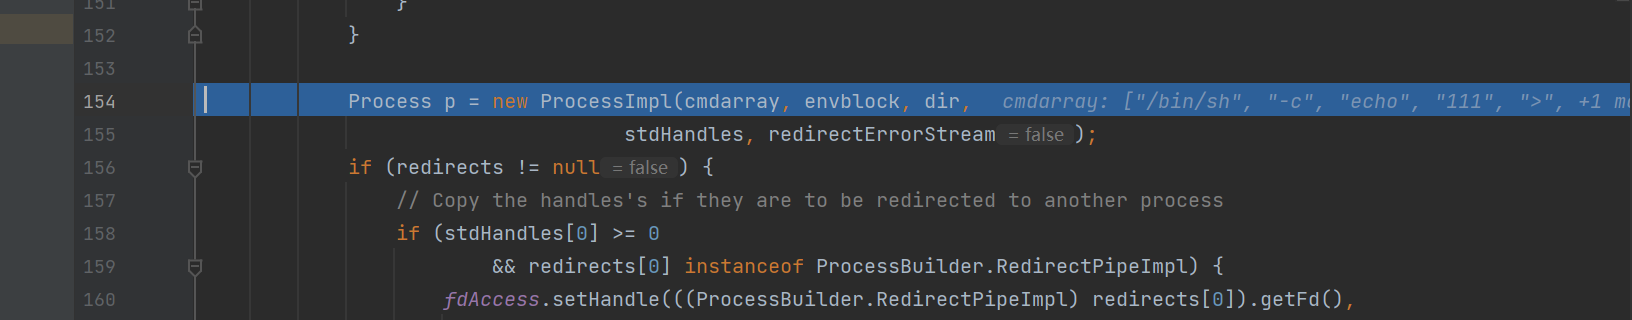 151 }
152 }
153
154 Process p = new ProcessImpl(cmdarray, envblock, dir, cmdarray: ["/bin/sh", "-c", "echo", "111", ">", +1 mo
155 stdHandles, redirectErrorStream = false );
156 if (redirects != null = false ) {
157 // Copy the handles's if they are to be redirected to another process
158 if (stdHandles[0] >= 0
159 && redirects[0] instanceof ProcessBuilder.RedirectPipeImpl) {
160 fdAccess.setHandle(((ProcessBuilder.RedirectPipeImpl) redirects[0]).getFd(),